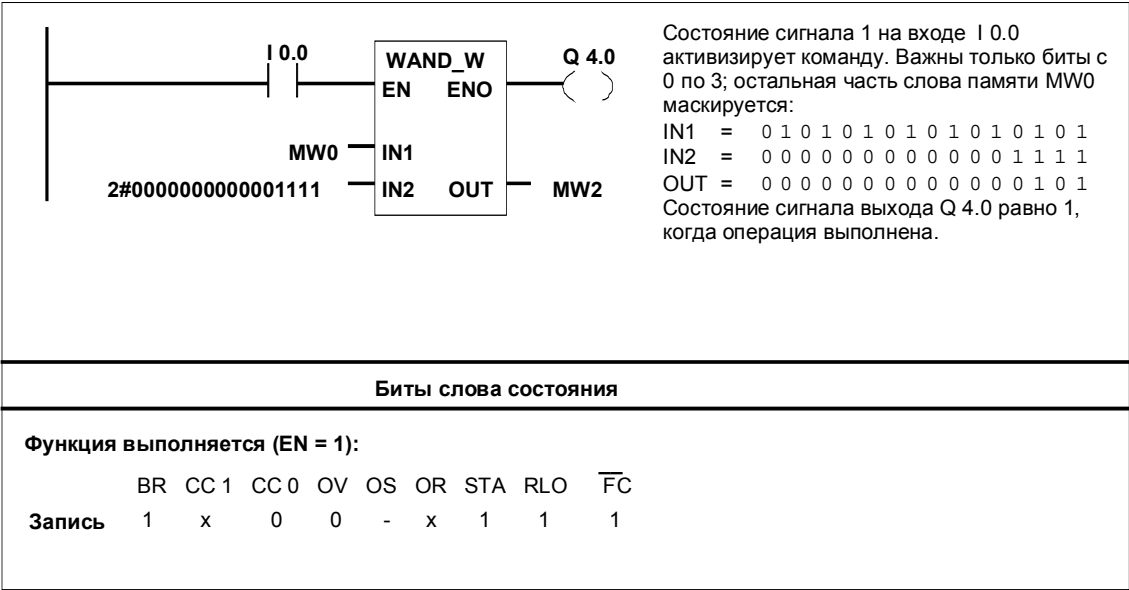 I 0.0
WAND_W
Q 4.0
EN ENO
MW0
IN1
2#0000000000001111
IN2 OUT
MW2
Состояние сигнала 1 на входе I 0.0
активизирует команду. Важны только биты с
0 по 3; остальная часть слова памяти MW0
маскируется:
IN1 = 0 1 0 1 0 1 0 1 0 1 0 1 0 1 0 1
IN2 = 0 0 0 0 0 0 0 0 0 0 0 0 1 1 1 1
OUT = 0 0 0 0 0 0 0 0 0 0 0 0 0 1 0 1
Состояние сигнала выхода Q 4.0 равно 1,
когда операция выполнена.
Биты слова состояния
Функция выполняется (EN = 1):
BR CC 1 CC 0 OV OS OR STA RLO F̅C
Запись 1 x 0 0 - x 1 1 1